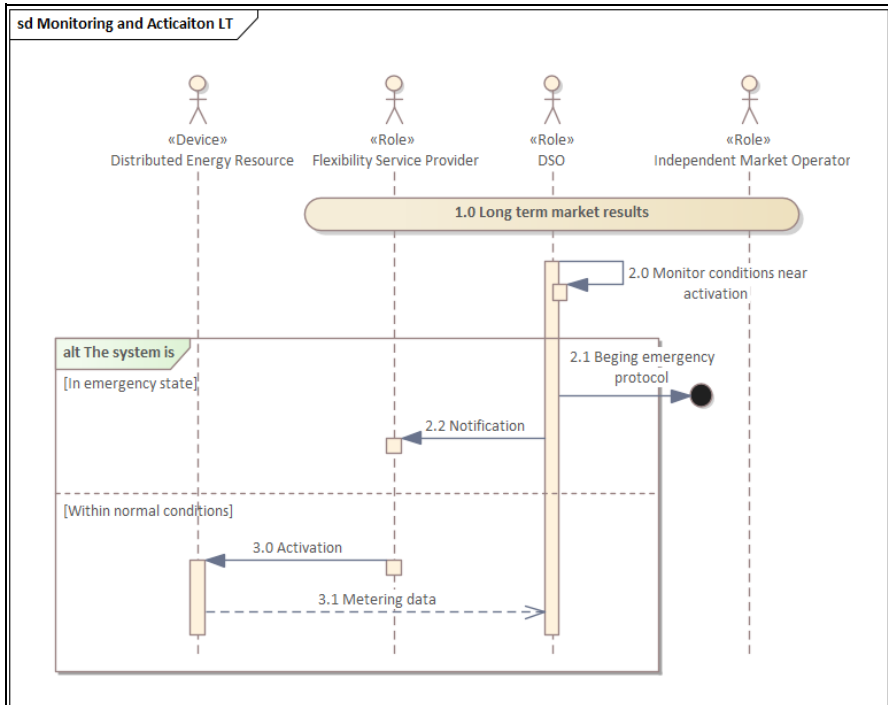 sd Monitoring and Acticaiton LT
«Device»
Distributed Energy Resource
«Role»
Flexibility Service Provider
«Role»
DSO
«Role»
Independent Market Operator
1.0 Long term market results
2.0 Monitor conditions near
activation
alt The system is
[In emergency state]
2.1 Beging emergency
protocol
2.2 Notification
[Within normal conditions]
3.0 Activation
3.1 Metering data